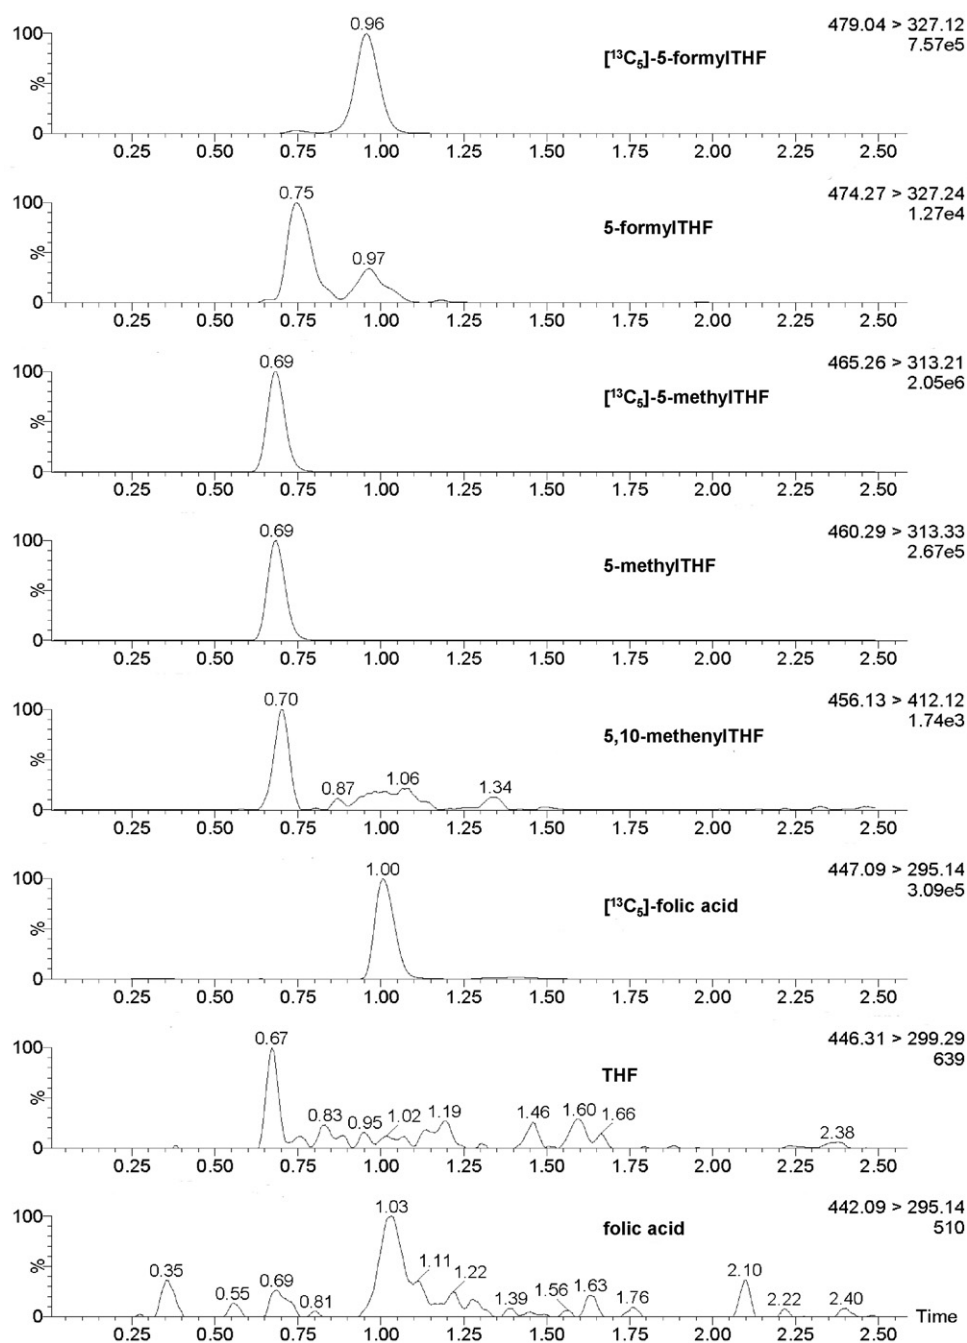 0.96
479.04 > 327.12
7.57e5
[¹³C₅]-5-formylTHF
100
%
0
0.25 0.50 0.75 1.00 1.25 1.50 1.75 2.00 2.25 2.50
0.75
474.27 > 327.24
1.27e4
5-formylTHF
0.97
100
%
0
0.25 0.50 0.75 1.00 1.25 1.50 1.75 2.00 2.25 2.50
0.69
465.26 > 313.21
2.05e6
[¹³C₅]-5-methylTHF
100
%
0
0.25 0.50 0.75 1.00 1.25 1.50 1.75 2.00 2.25 2.50
0.69
460.29 > 313.33
2.67e5
5-methylTHF
100
%
0
0.25 0.50 0.75 1.00 1.25 1.50 1.75 2.00 2.25 2.50
0.70
456.13 > 412.12
1.74e3
5,10-methenylTHF
100
%
0.87 1.06 1.34
0
0.25 0.50 0.75 1.00 1.25 1.50 1.75 2.00 2.25 2.50
1.00
447.09 > 295.14
3.09e5
[¹³C₅]-folic acid
100
%
0
0.25 0.50 0.75 1.00 1.25 1.50 1.75 2.00 2.25 2.50
0.67
446.31 > 299.29
639
THF
100
%
0.83 0.95 1.02 1.19 1.46 1.60 1.66 2.38
0
0.25 0.50 0.75 1.00 1.25 1.50 1.75 2.00 2.25 2.50
1.03
442.09 > 295.14
510
folic acid
100
%
0.35 0.55 0.69 0.81 1.11 1.22 1.39 1.56 1.63 1.76 2.10 2.22 2.40
0
Time
0.25 0.50 0.75 1.00 1.25 1.50 1.75 2.00 2.25 2.50